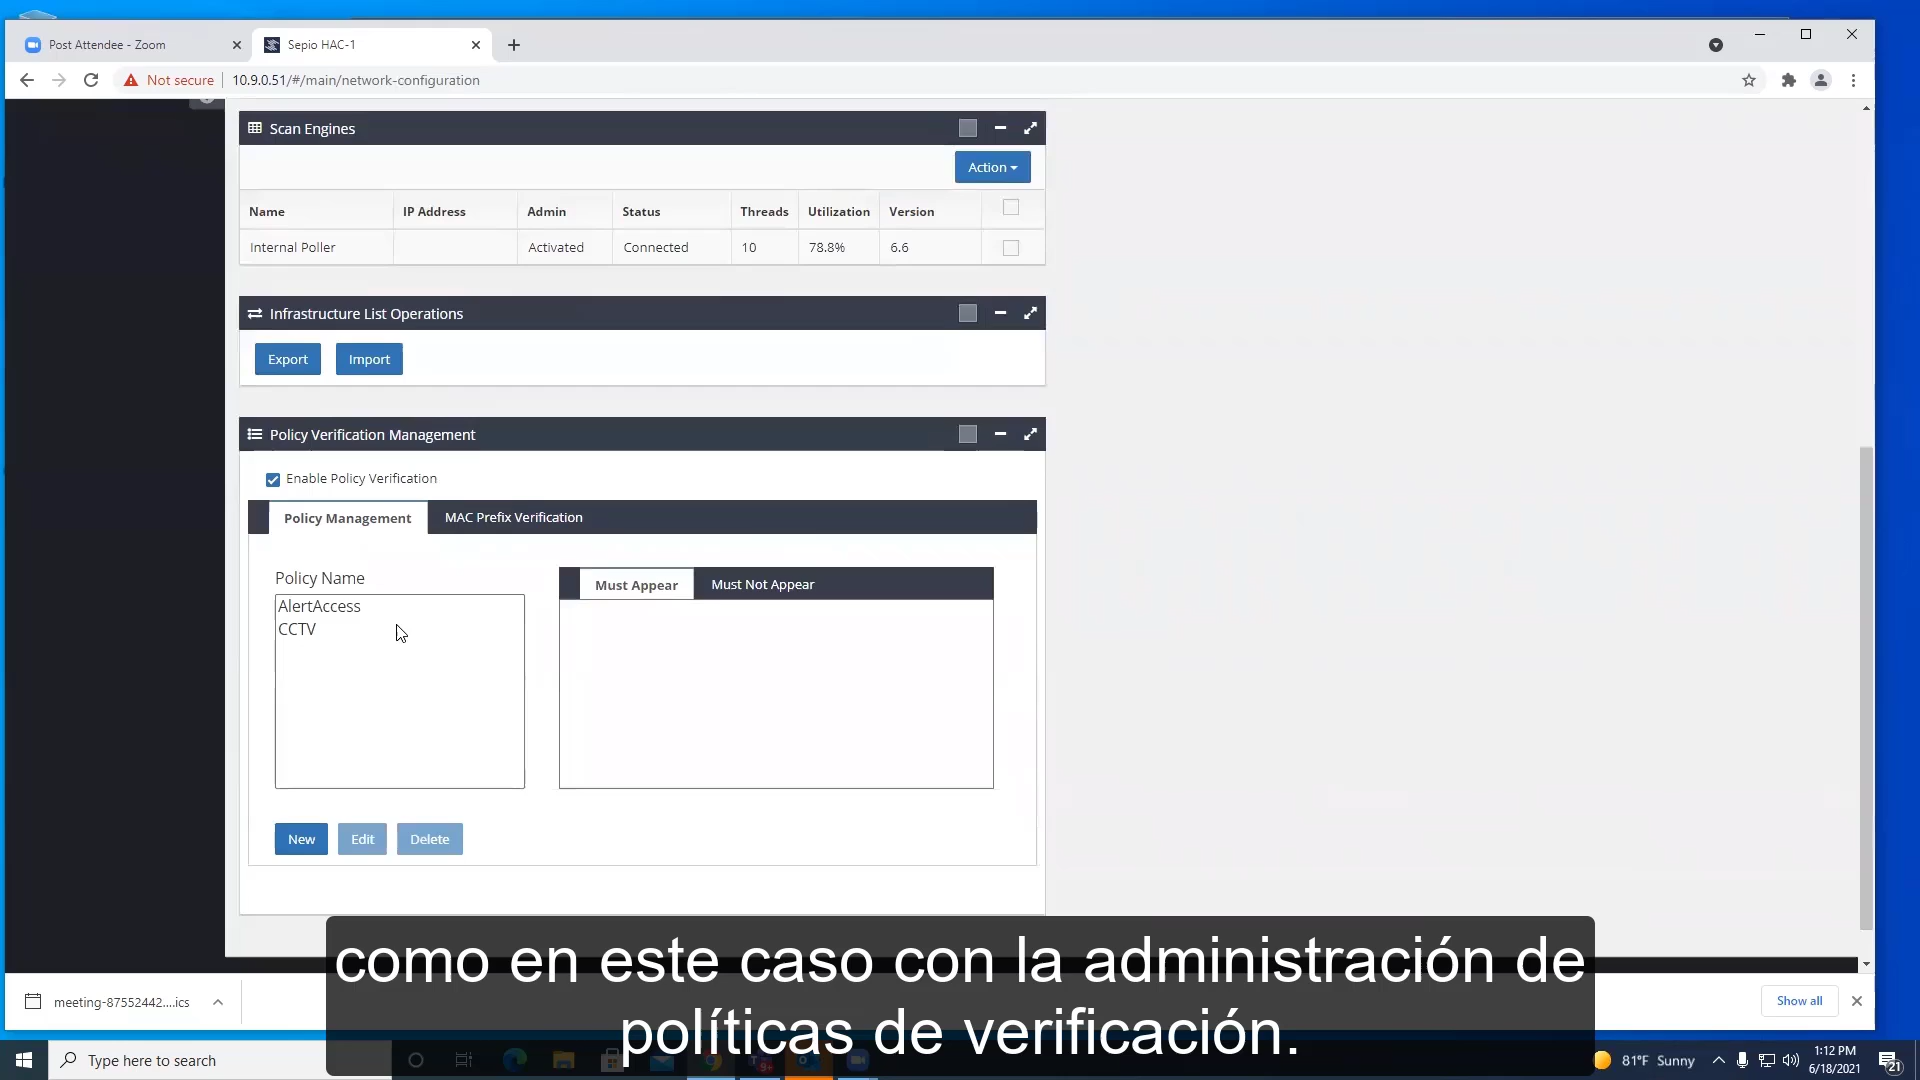 Post Attendee - Zoom
Sepio HAC-1
Not secure
10.9.0.51/#/main/network-configuration
Scan Engines
Action
Name IP Address Admin Status Threads Utilization Version
Internal Poller Activated Connected 10 78.8% 6.6
Infrastructure List Operations
Export Import
Policy Verification Management
Enable Policy Verification
Policy Management MAC Prefix Verification
Policy Name
Must Appear Must Not Appear
AlertAccess
CCTV
New Edit Delete
como en este caso con la administración de
políticas de verificación.
meeting-87552442....ics
Show all
Type here to search
9+
81°F Sunny
1:12 PM
6/18/2021
21